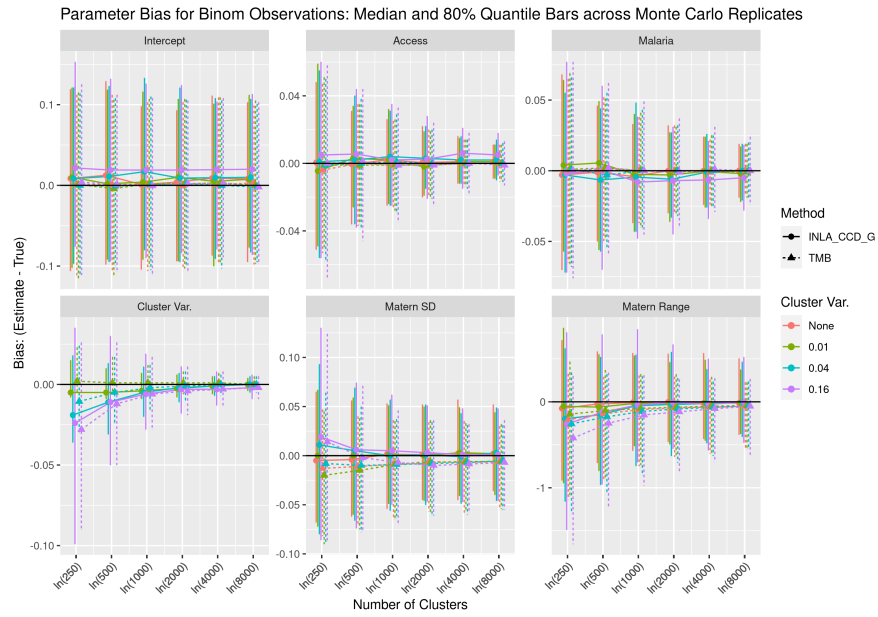 Parameter Bias for Binom Observations: Median and 80% Quantile Bars across Monte Carlo Replicates
Intercept
Access
Malaria
0.1
0.0
-0.1
0.04
0.00
-0.04
0.05
0.00
-0.05
Cluster Var.
Matern SD
Matern Range
0.00
-0.05
-0.10
0.10
0.05
0.00
-0.05
-0.10
0
-1
ln(250)
ln(500)
ln(1000)
ln(2000)
ln(4000)
ln(8000)
ln(250)
ln(500)
ln(1000)
ln(2000)
ln(4000)
ln(8000)
ln(250)
ln(500)
ln(1000)
ln(2000)
ln(4000)
ln(8000)
Number of Clusters
Bias: (Estimate - True)
Method
INLA_CCD_G
TMB
Cluster Var.
None
0.01
0.04
0.16